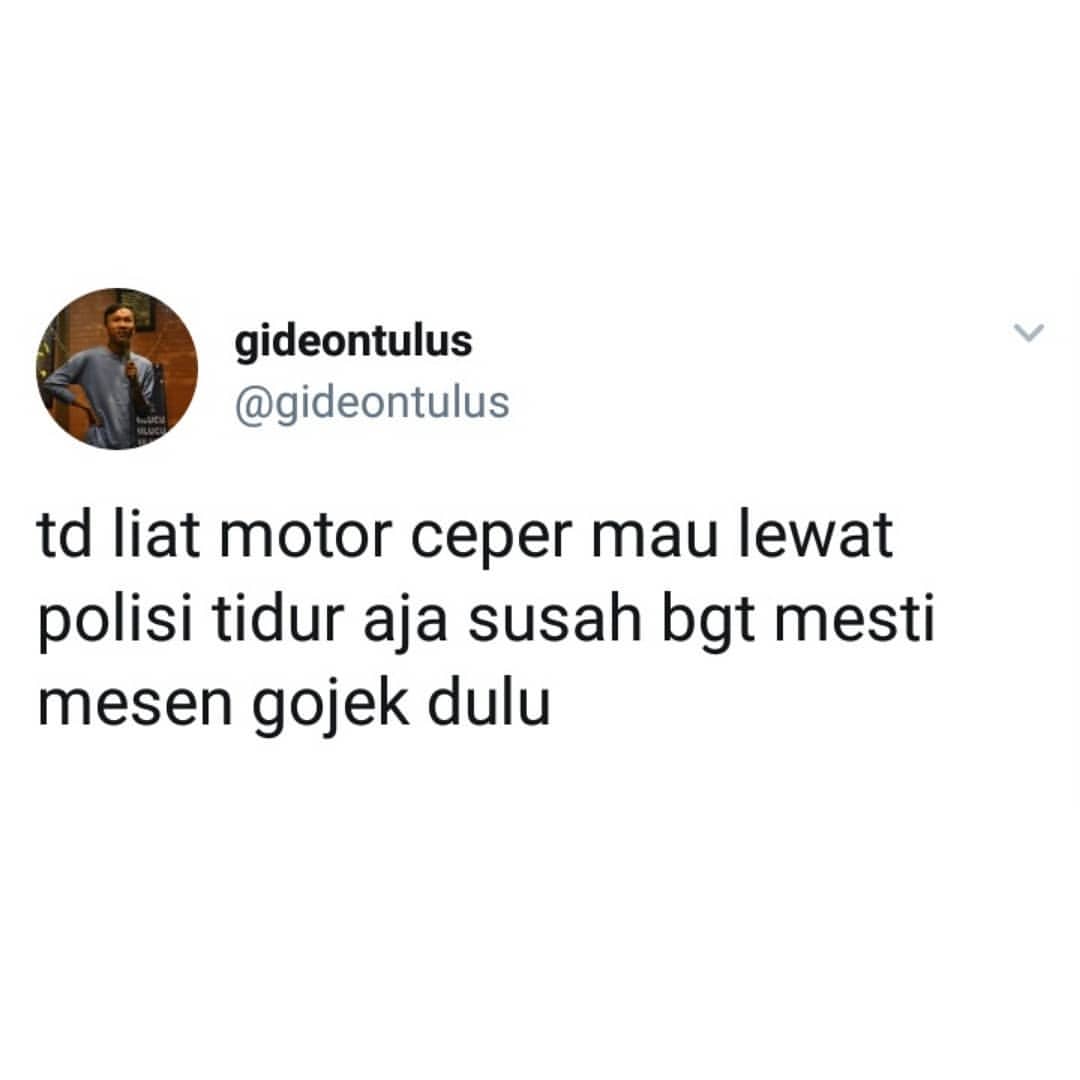 gideontulus
@gideontulus
td liat motor ceper mau lewat
polisi tidur aja susah bgt mesti
mesen gojek dulu